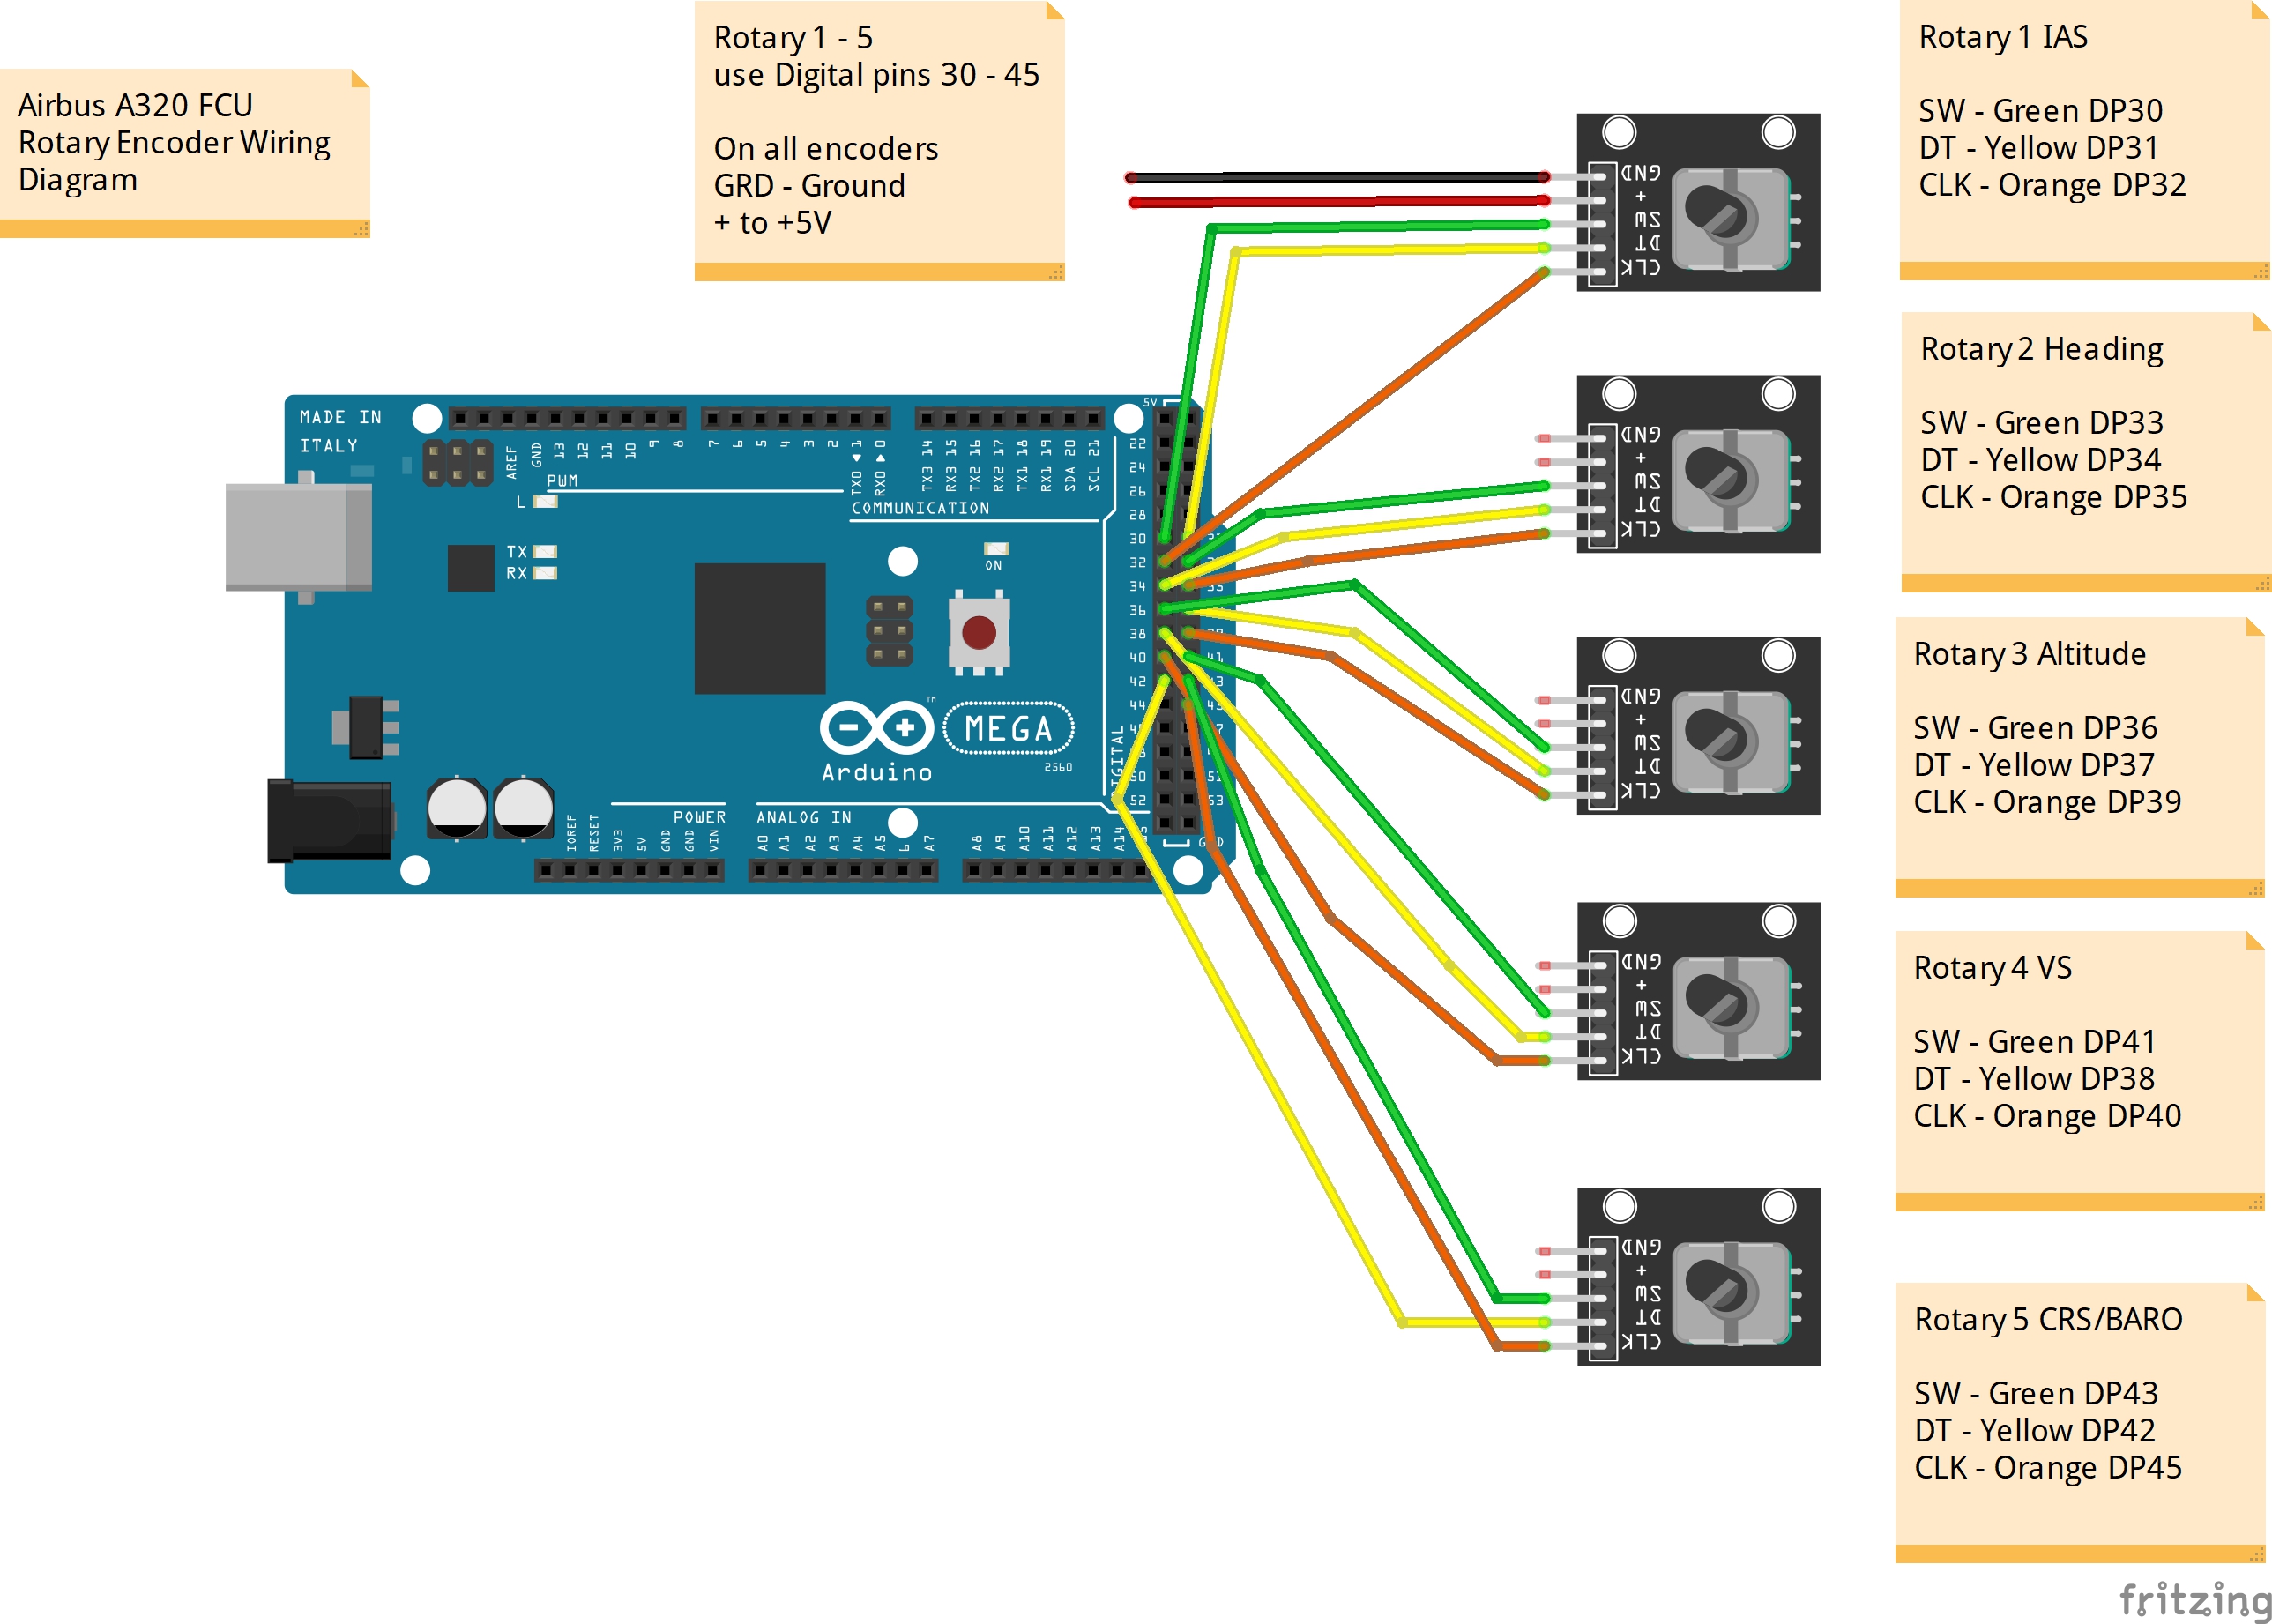 Airbus A320 FCU
Rotary Encoder Wiring
Diagram
Rotary 1 - 5
use Digital pins 30 - 45
On all encoders
GRD - Ground
+ to +5V
Rotary 1 IAS
SW - Green DP30
DT - Yellow DP31
CLK - Orange DP32
Rotary 2 Heading
SW - Green DP33
DT - Yellow DP34
CLK - Orange DP35
Rotary 3 Altitude
SW - Green DP36
DT - Yellow DP37
CLK - Orange DP39
Rotary 4 VS
SW - Green DP41
DT - Yellow DP38
CLK - Orange DP40
Rotary 5 CRS/BARO
SW - Green DP43
DT - Yellow DP42
CLK - Orange DP45
MADE IN
ITALY
AREF
GND
13
12
11
10
9
8
7
6
5
4
3
2
TX0 1
RX0 0
TX3 14
RX3 15
TX2 16
RX2 17
TX1 18
RX1 19
SDA 20
SCL 21
PWM
COMMUNICATION
L
TX
RX
ON
5V
22
24
26
28
30
32
34
35
36
38
40
41
42
44
50
51
52
53
DIGITAL
Arduino
TM
MEGA
2560
POWER
ANALOG IN
IOREF
RESET
3V3
5V
GND
GND
VIN
A0
A1
A2
A3
A4
A5
6
A7
A8
A9
A10
A11
A12
A13
A14
GND
+
SW
DT
CLK
GND
+
SW
DT
CLK
GND
+
SW
DT
CLK
GND
+
SW
DT
CLK
GND
+
SW
DT
CLK
fritzing